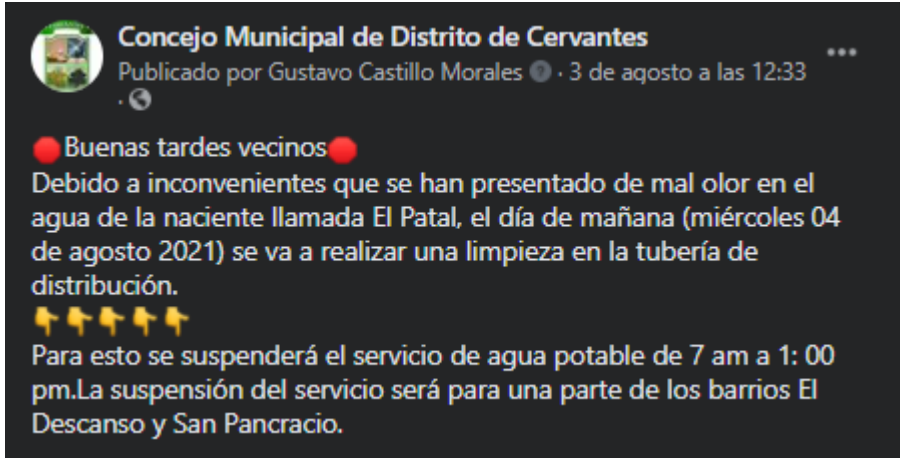 Concejo Municipal de Distrito de Cervantes
Publicado por Gustavo Castillo Morales · 3 de agosto a las 12:33
·
🛑Buenas tardes vecinos🛑
Debido a inconvenientes que se han presentado de mal olor en el
agua de la naciente llamada El Patal, el día de mañana (miércoles 04
de agosto 2021) se va a realizar una limpieza en la tubería de
distribución.
👇👇👇👇👇
Para esto se suspenderá el servicio de agua potable de 7 am a 1: 00
pm.La suspensión del servicio será para una parte de los barrios El
Descanso y San Pancracio.